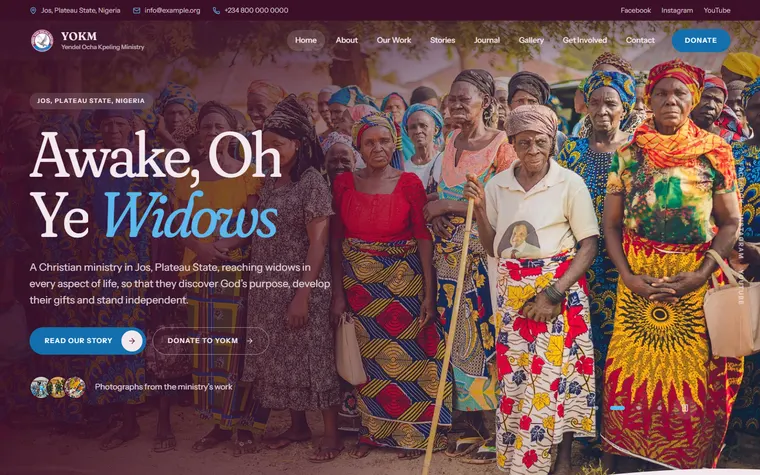 Jos, Plateau State, Nigeria
info@example.org
+234 800 000 0000
Facebook
Instagram
YouTube
YOKM
Yendel Ocha Kpeling Ministry
Home
About
Our Work
Stories
Journal
Gallery
Get Involved
Contact
DONATE
JOS, PLATEAU STATE, NIGERIA
Awake, Oh
Ye Widows
A Christian ministry in Jos, Plateau State, reaching widows in
every aspect of life, so that they discover God's purpose, develop
their gifts and stand independent.
READ OUR STORY
DONATE TO YOKM
Photographs from the ministry's work